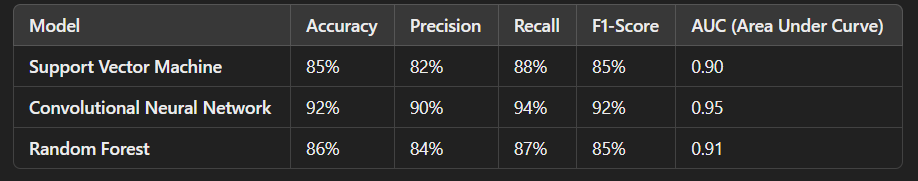 Model Accuracy Precision Recall F1-Score AUC (Area Under Curve)
Support Vector Machine 85% 82% 88% 85% 0.90
Convolutional Neural Network 92% 90% 94% 92% 0.95
Random Forest 86% 84% 87% 85% 0.91